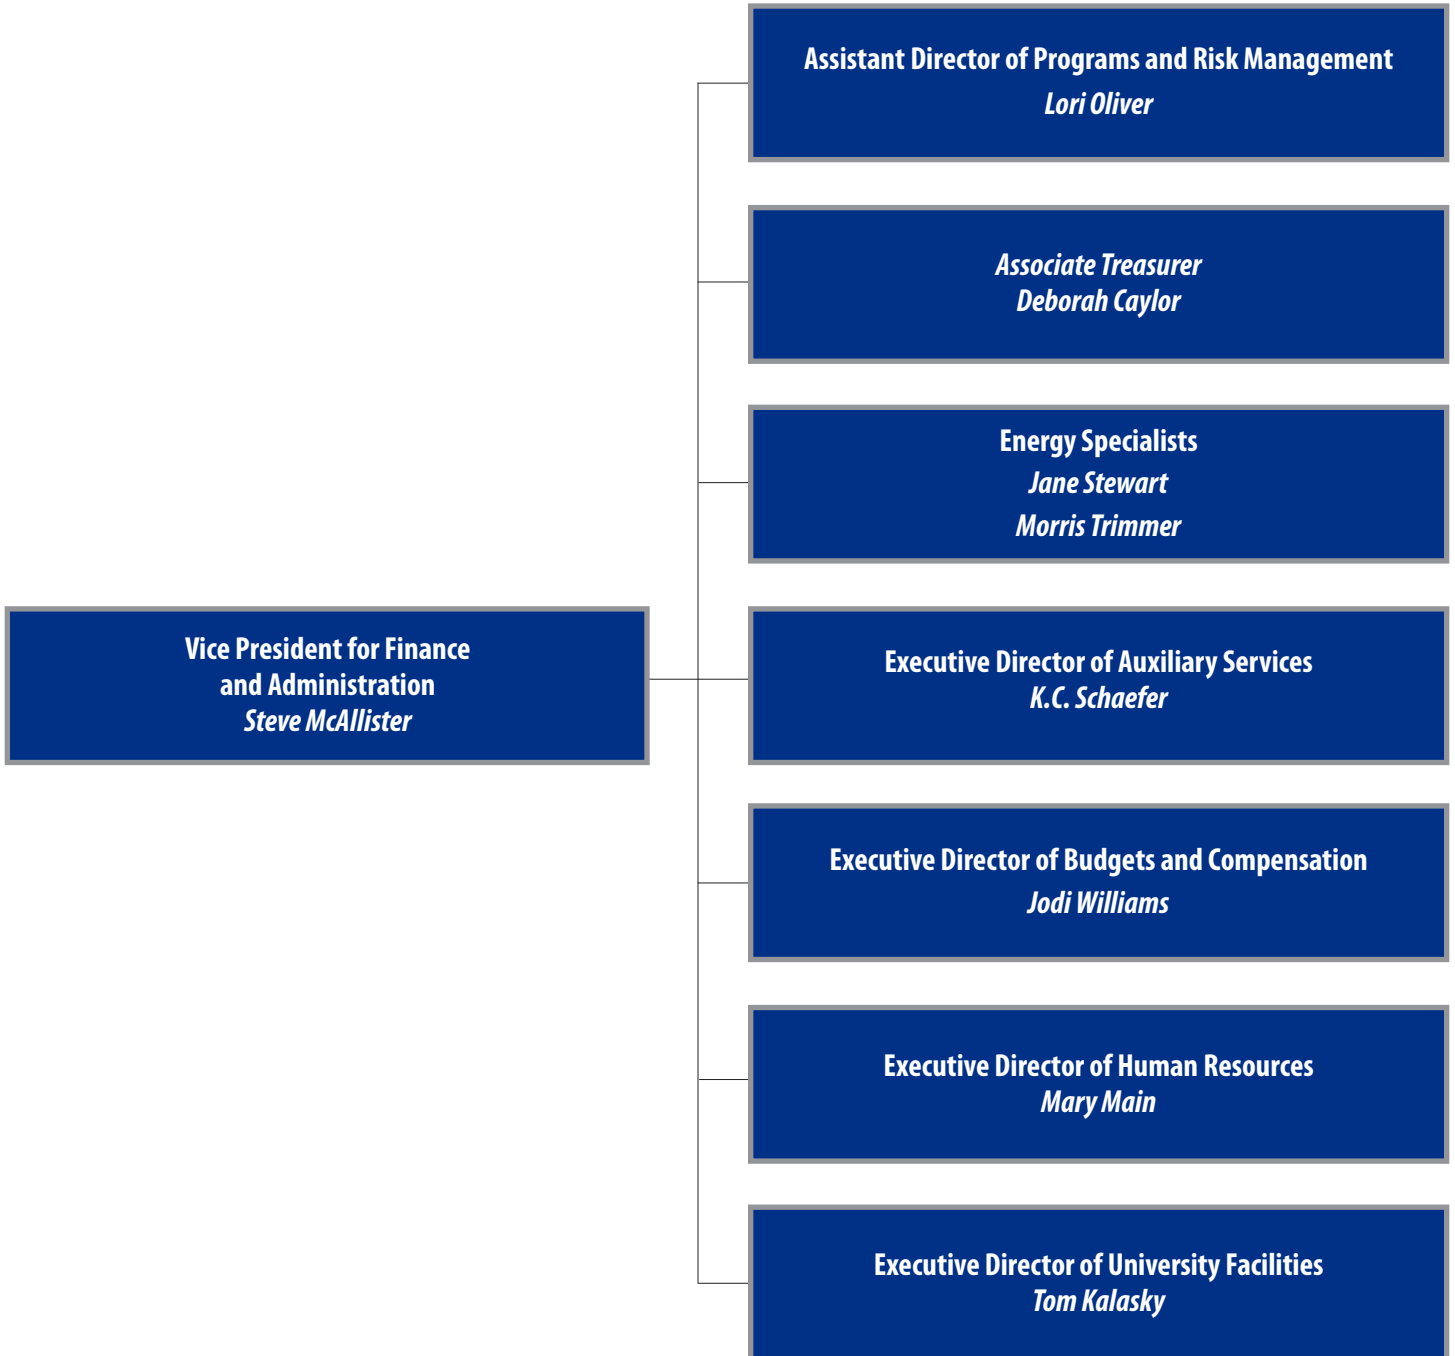 Assistant Director of Programs and Risk Management
Lori Oliver
Associate Treasurer
Deborah Caylor
Energy Specialists
Jane Stewart
Morris Trimmer
Vice President for Finance
and Administration
Steve McAllister
Executive Director of Auxiliary Services
K.C. Schaefer
Executive Director of Budgets and Compensation
Jodi Williams
Executive Director of Human Resources
Mary Main
Executive Director of University Facilities
Tom Kalasky